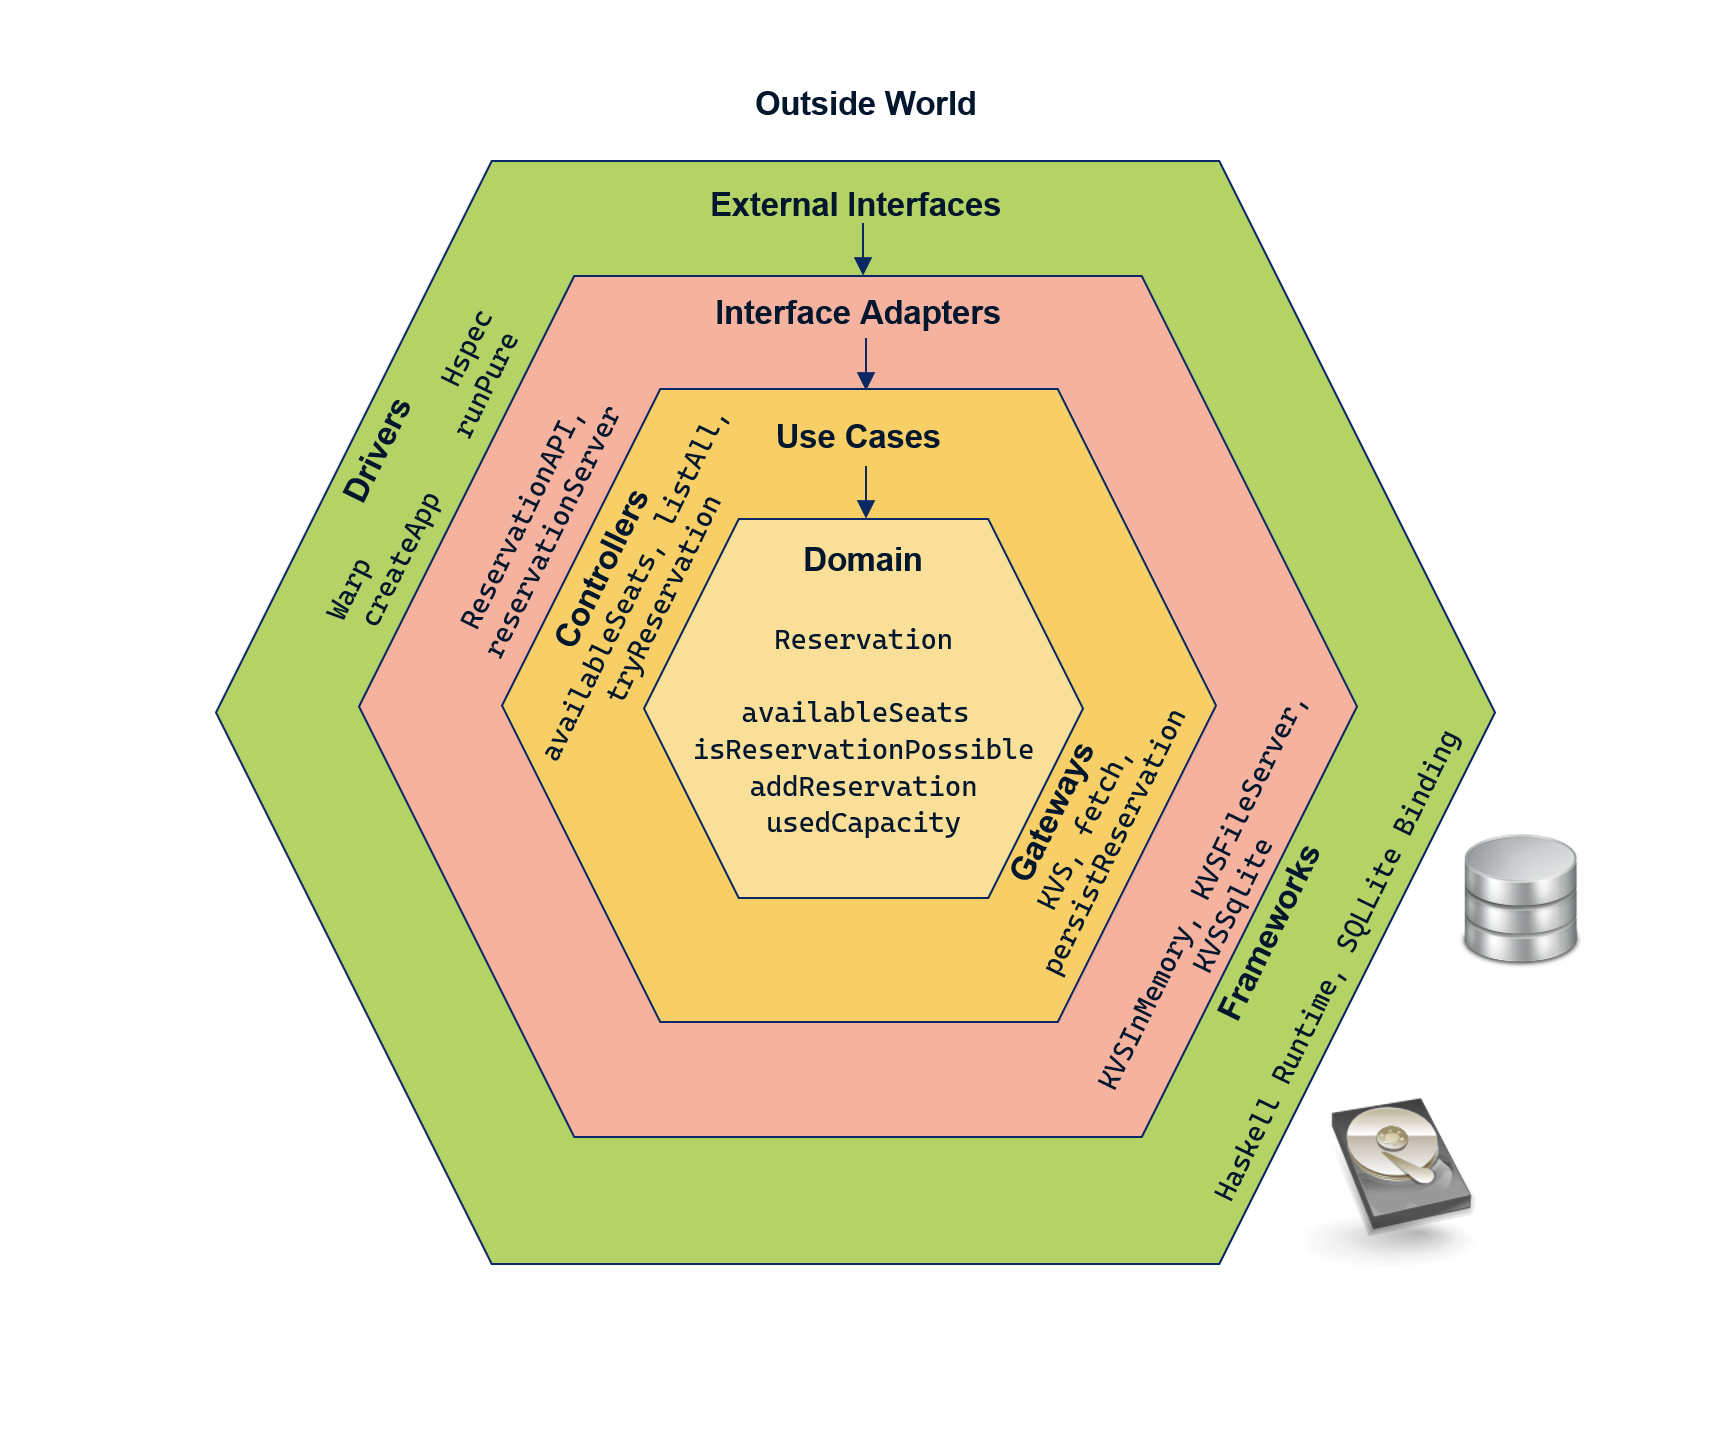 Outside World
External Interfaces
Interface Adapters
Use Cases
Domain
Reservation
availableSeats
isReservationPossible
addReservation
usedCapacity
Drivers
Hspec
runPure
Warp
createApp
ReservationAPI,
reservationServer
Controllers
availableSeats, listAll,
tryReservation
Gateways
KVS, fetch,
persistReservation
KVSInMemory, KVSFileServer,
KVSSqlite
Frameworks
Haskell Runtime, SQLLite Binding